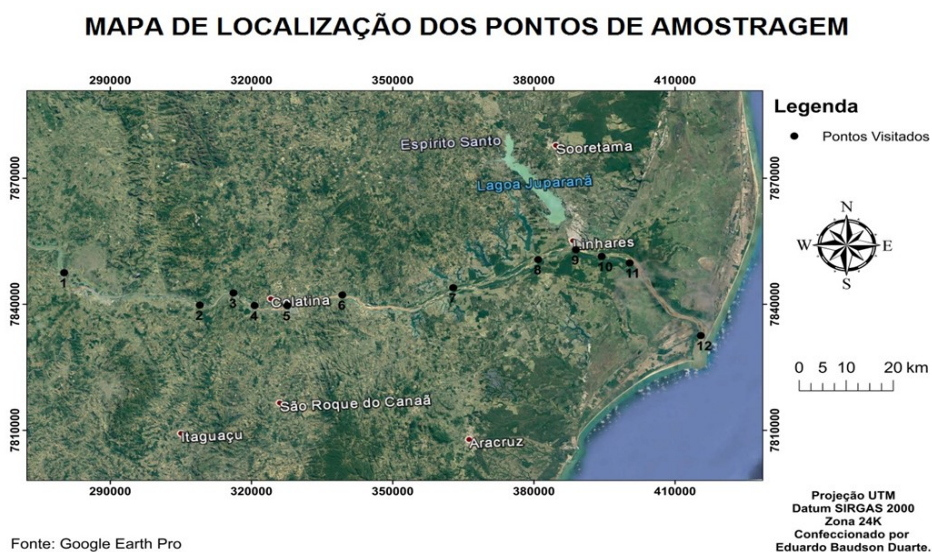 MAPA DE LOCALIZAÇÃO DOS PONTOS DE AMOSTRAGEM
290000 320000 350000 380000 410000
Legenda
Pontos Visitados
Espírito Santo
Sooretama
7870000 7870000
Lagoa Juparanã
N
W E
S
Linhares
1
2
3
4
Colatina
5
6
7
8
9
10
11
12
7840000 7840000
0 5 10 20 km
São Roque do Canaã
Itaguaçu
Aracruz
7810000 7810000
290000 320000 350000 380000 410000
Projeção UTM
Datum SIRGAS 2000
Zona 24K
Confeccionado por
Eduardo Baudson Duarte.
Fonte: Google Earth Pro